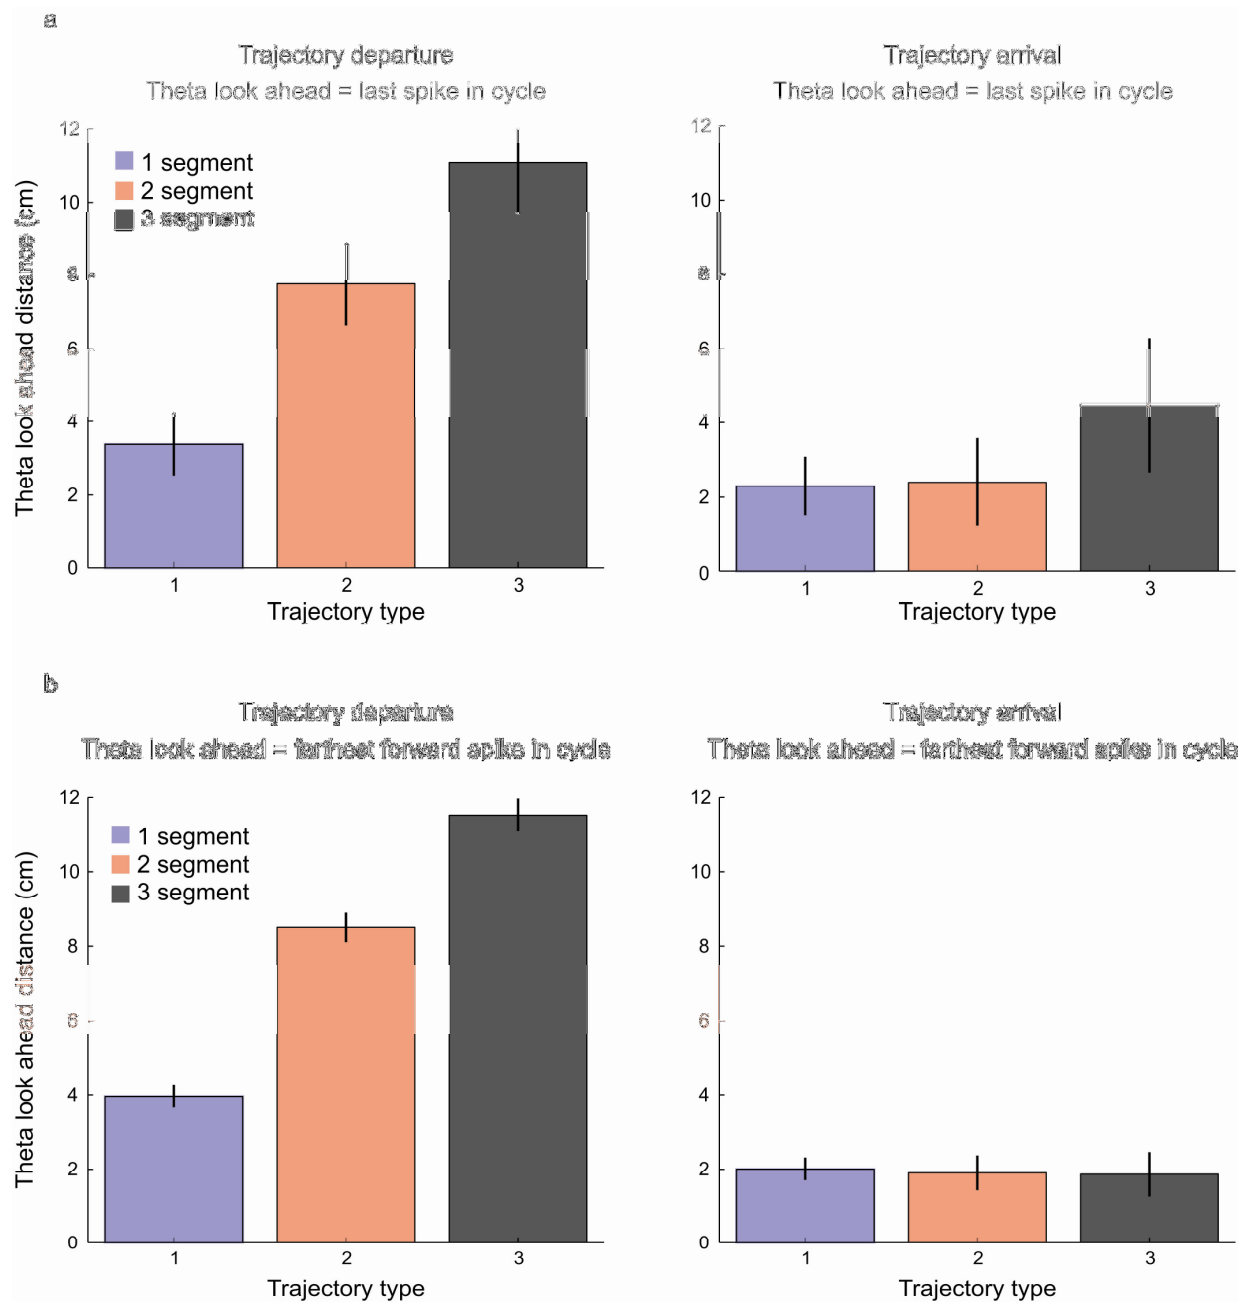 a
Trajectory departure
Theta look ahead = last spike in cycle
12
10
8
6
4
2
0
Theta look ahead distance (cm)
1 segment
2 segment
3 segment
1
2
3
Trajectory type
Trajectory arrival
Theta look ahead = last spike in cycle
12
10
8
6
4
2
0
1
2
3
Trajectory type
b
Trajectory departure
Theta look ahead = farthest forward spike in cycle
12
10
8
6
4
2
0
Theta look ahead distance (cm)
1 segment
2 segment
3 segment
1
2
3
Trajectory type
Trajectory arrival
Theta look ahead = farthest forward spike in cycle
12
10
8
6
4
2
0
1
2
3
Trajectory type